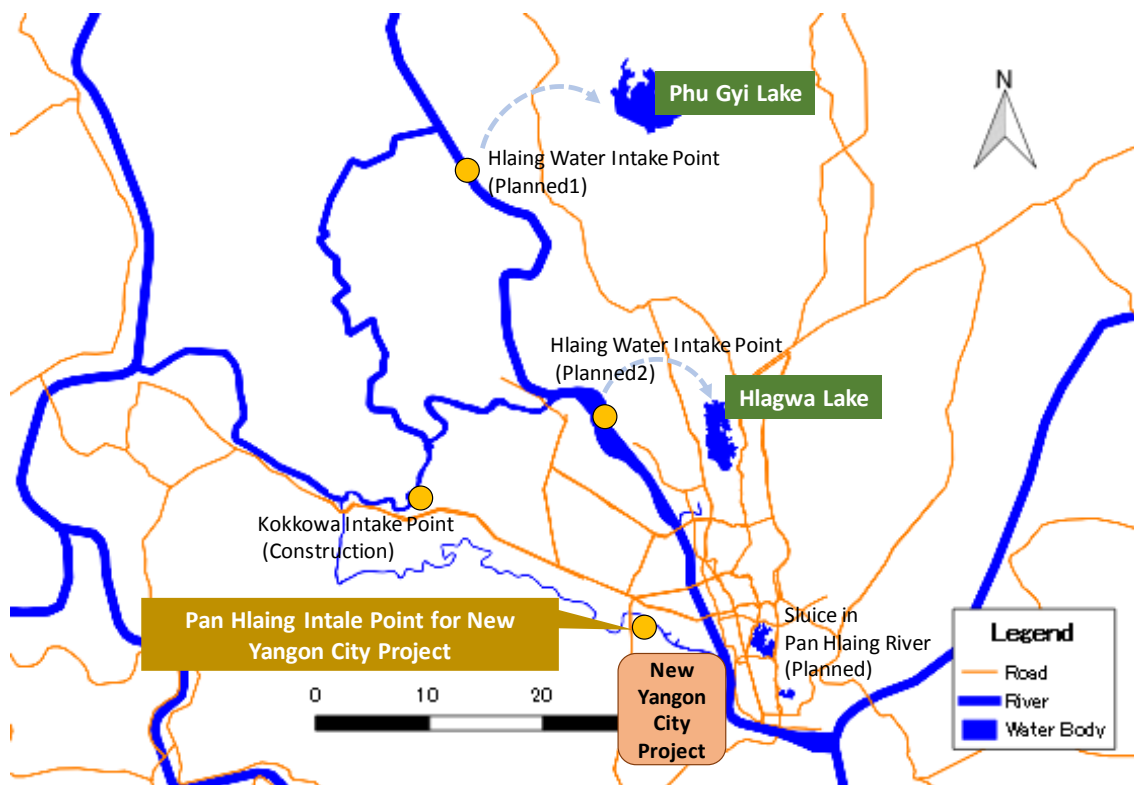 N
Phu Gyi Lake
Hlaing Water Intake Point
(Planned1)
Hlaing Water Intake Point
(Planned2)
Hlagwa Lake
Kokkowa Intake Point
(Construction)
Pan Hlaing Intale Point for New
Yangon City Project
Sluice in
Pan Hlaing River
(Planned)
New
Yangon
City
Project
0 10 20
Legend
Road
River
Water Body